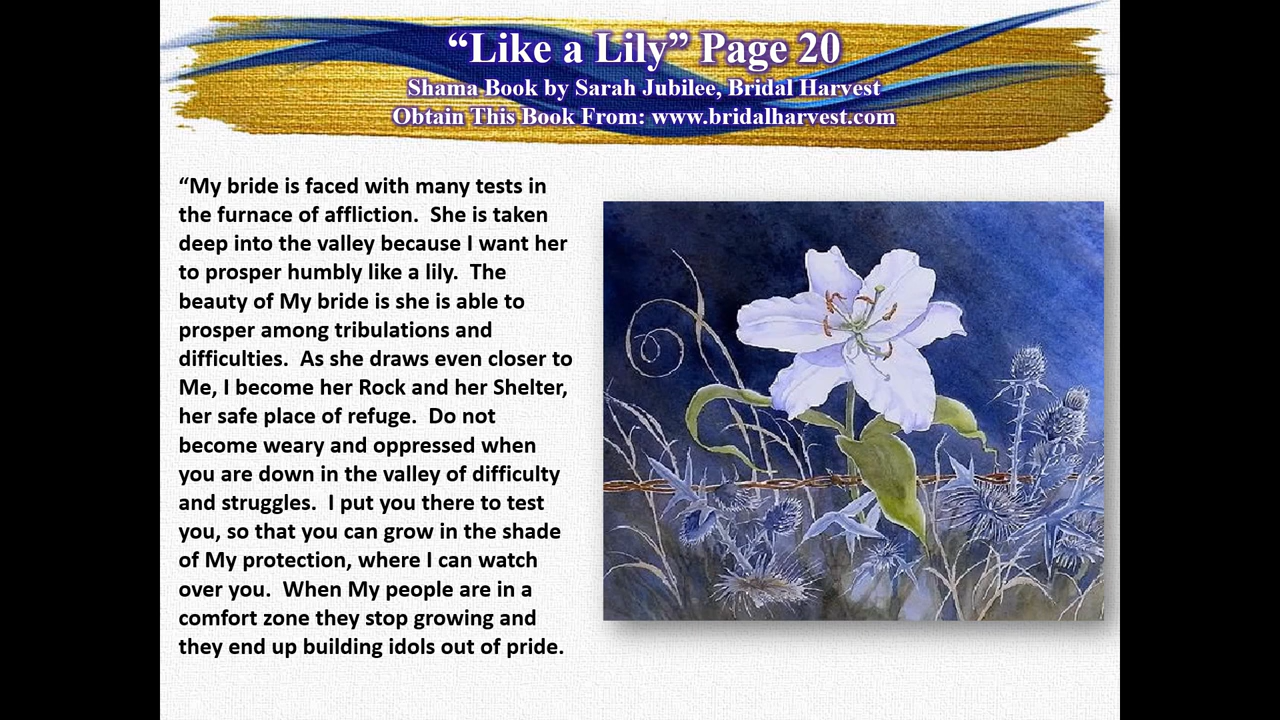 “Like a Lily” Page 20
Shama Book by Sarah Jubilee, Bridal Harvest
Obtain This Book From: www.bridalharvest.com
“My bride is faced with many tests in
the furnace of affliction.  She is taken
deep into the valley because I want her
to prosper humbly like a lily.  The
beauty of My bride is she is able to
prosper among tribulations and
difficulties.  As she draws even closer to
Me, I become her Rock and her Shelter,
her safe place of refuge.  Do not
become weary and oppressed when
you are down in the valley of difficulty
and struggles.  I put you there to test
you, so that you can grow in the shade
of My protection, where I can watch
over you.  When My people are in a
comfort zone they stop growing and
they end up building idols out of pride.